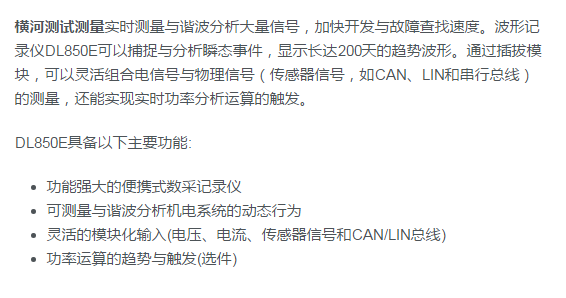 横河测试测量实时测量与谐波分析大量信号，加快开发与故障查找速度。波形记
录仪DL850E可以捕捉与分析瞬态事件，显示长达200天的趋势波形。通过插拔模
块，可以灵活组合电信号与物理信号（传感器信号，如CAN、LIN和串行总线）
的测量，还能实现实时功率分析运算的触发。
DL850E具备以下主要功能:
• 功能强大的便携式数采记录仪
• 可测量与谐波分析机电系统的动态行为
• 灵活的模块化输入(电压、电流、传感器信号和CAN/LIN总线)
• 功率运算的趋势与触发(选件)